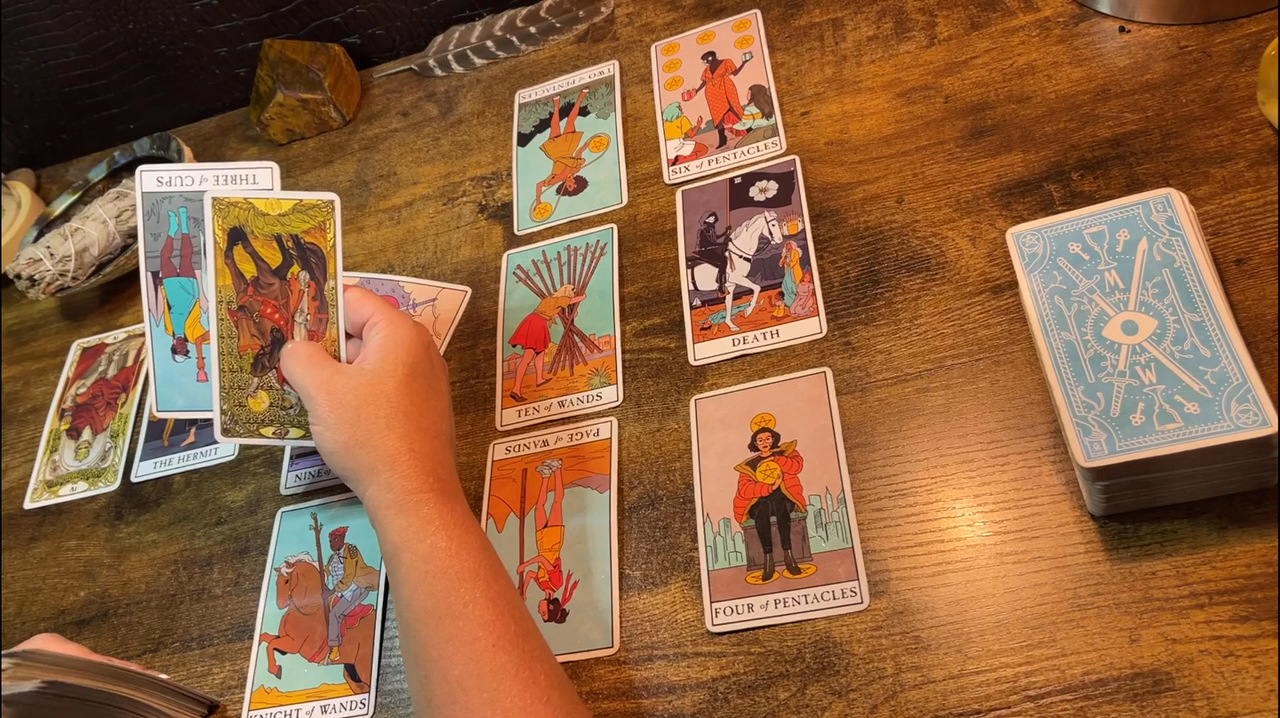 TWO of PENTACLES
SIX of PENTACLES
THREE of CUPS
DEATH
TEN of WANDS
PAGE of WANDS
THE HERMIT
NINE
FOUR of PENTACLES
KNIGHT of WANDS
M
W